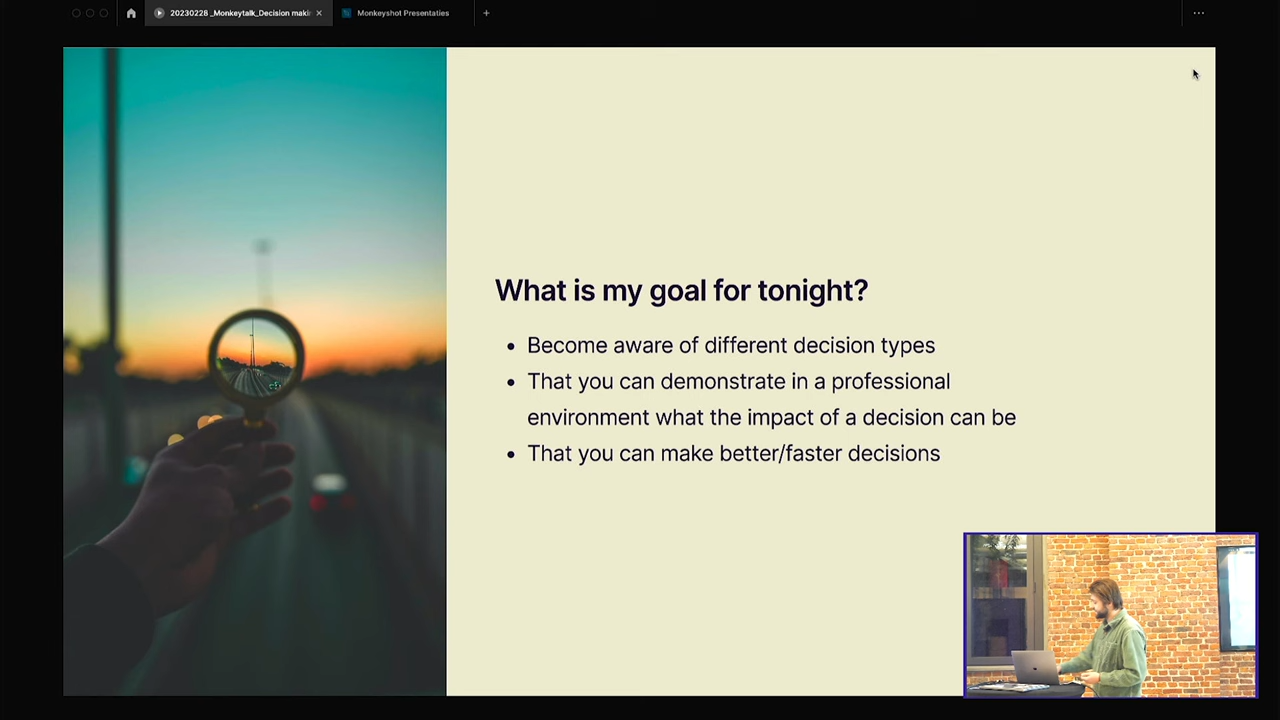 20230228 _Monkeytalk_Decision makin
Monkeyshot Presentaties
What is my goal for tonight?
Become aware of different decision types
That you can demonstrate in a professional
environment what the impact of a decision can be
That you can make better/faster decisions